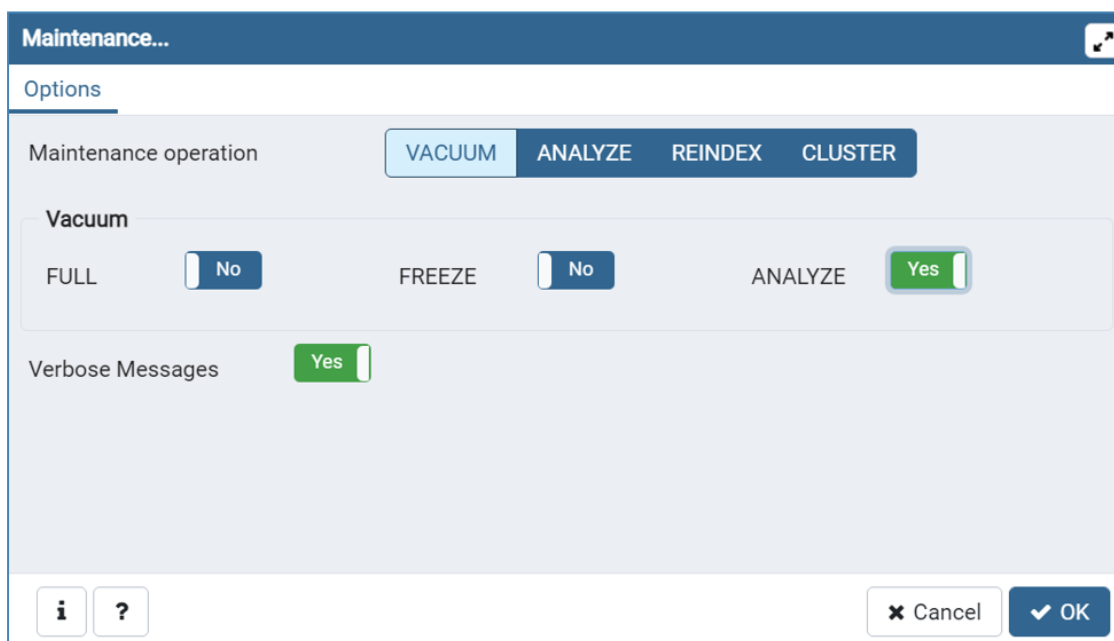 Maintenance...
Options
Maintenance operation VACUUM ANALYZE REINDEX CLUSTER
Vacuum
FULL No FREEZE No ANALYZE Yes
Verbose Messages Yes
i ? Cancel OK